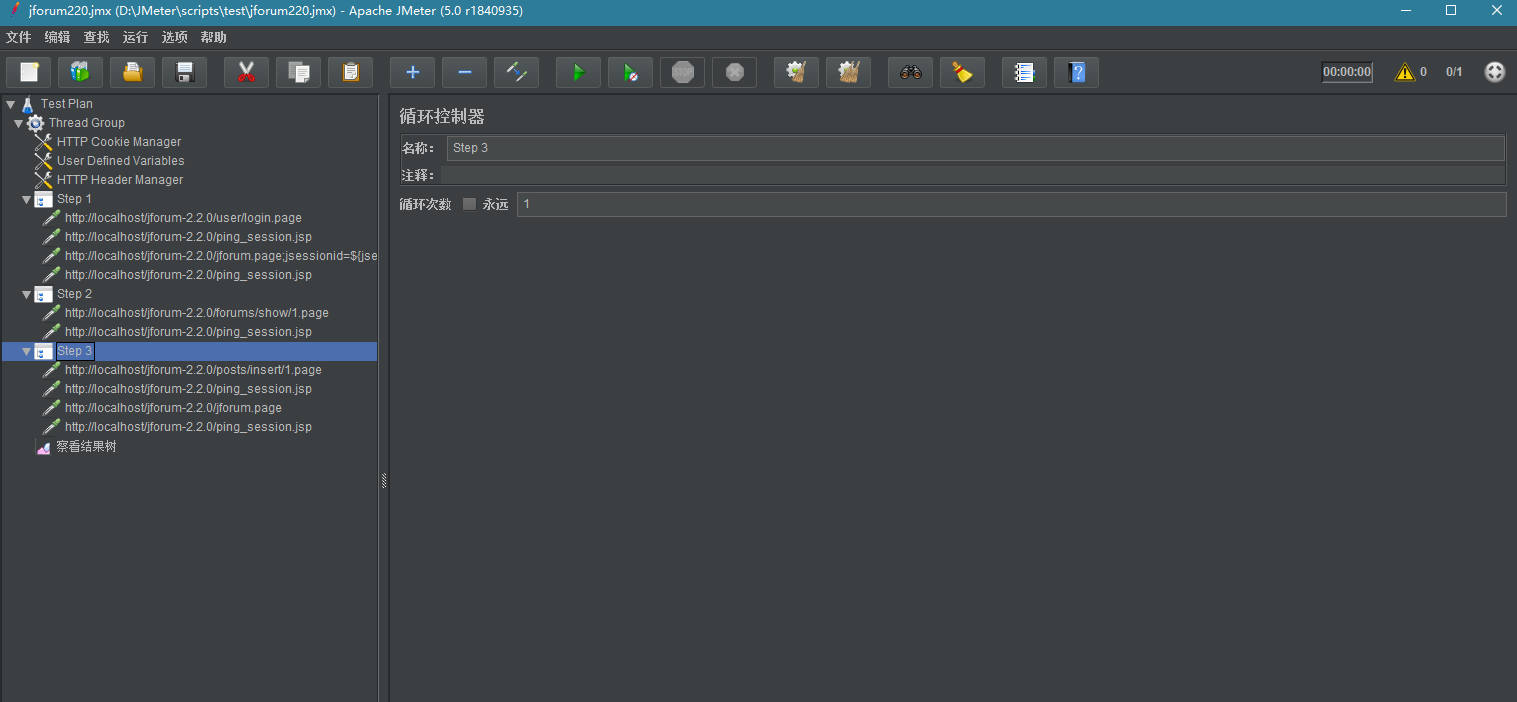 jforum220.jmx (D:\JMeter\scripts\test\jforum220.jmx) - Apache JMeter (5.0 r1840935)
文件 编辑 查找 运行 选项 帮助
STOP 00:00:00 0 0/1
Test Plan
Thread Group
HTTP Cookie Manager
User Defined Variables
HTTP Header Manager
Step 1
http://localhost/jforum-2.2.0/user/login.page
http://localhost/jforum-2.2.0/ping_session.jsp
http://localhost/jforum-2.2.0/jforum.page;jsessionid=${jse
http://localhost/jforum-2.2.0/ping_session.jsp
Step 2
http://localhost/jforum-2.2.0/forums/show/1.page
http://localhost/jforum-2.2.0/ping_session.jsp
Step 3
http://localhost/jforum-2.2.0/posts/insert/1.page
http://localhost/jforum-2.2.0/ping_session.jsp
http://localhost/jforum-2.2.0/jforum.page
http://localhost/jforum-2.2.0/ping_session.jsp
察看结果树
循环控制器
名称： Step 3
注释：
循环次数 永远 1